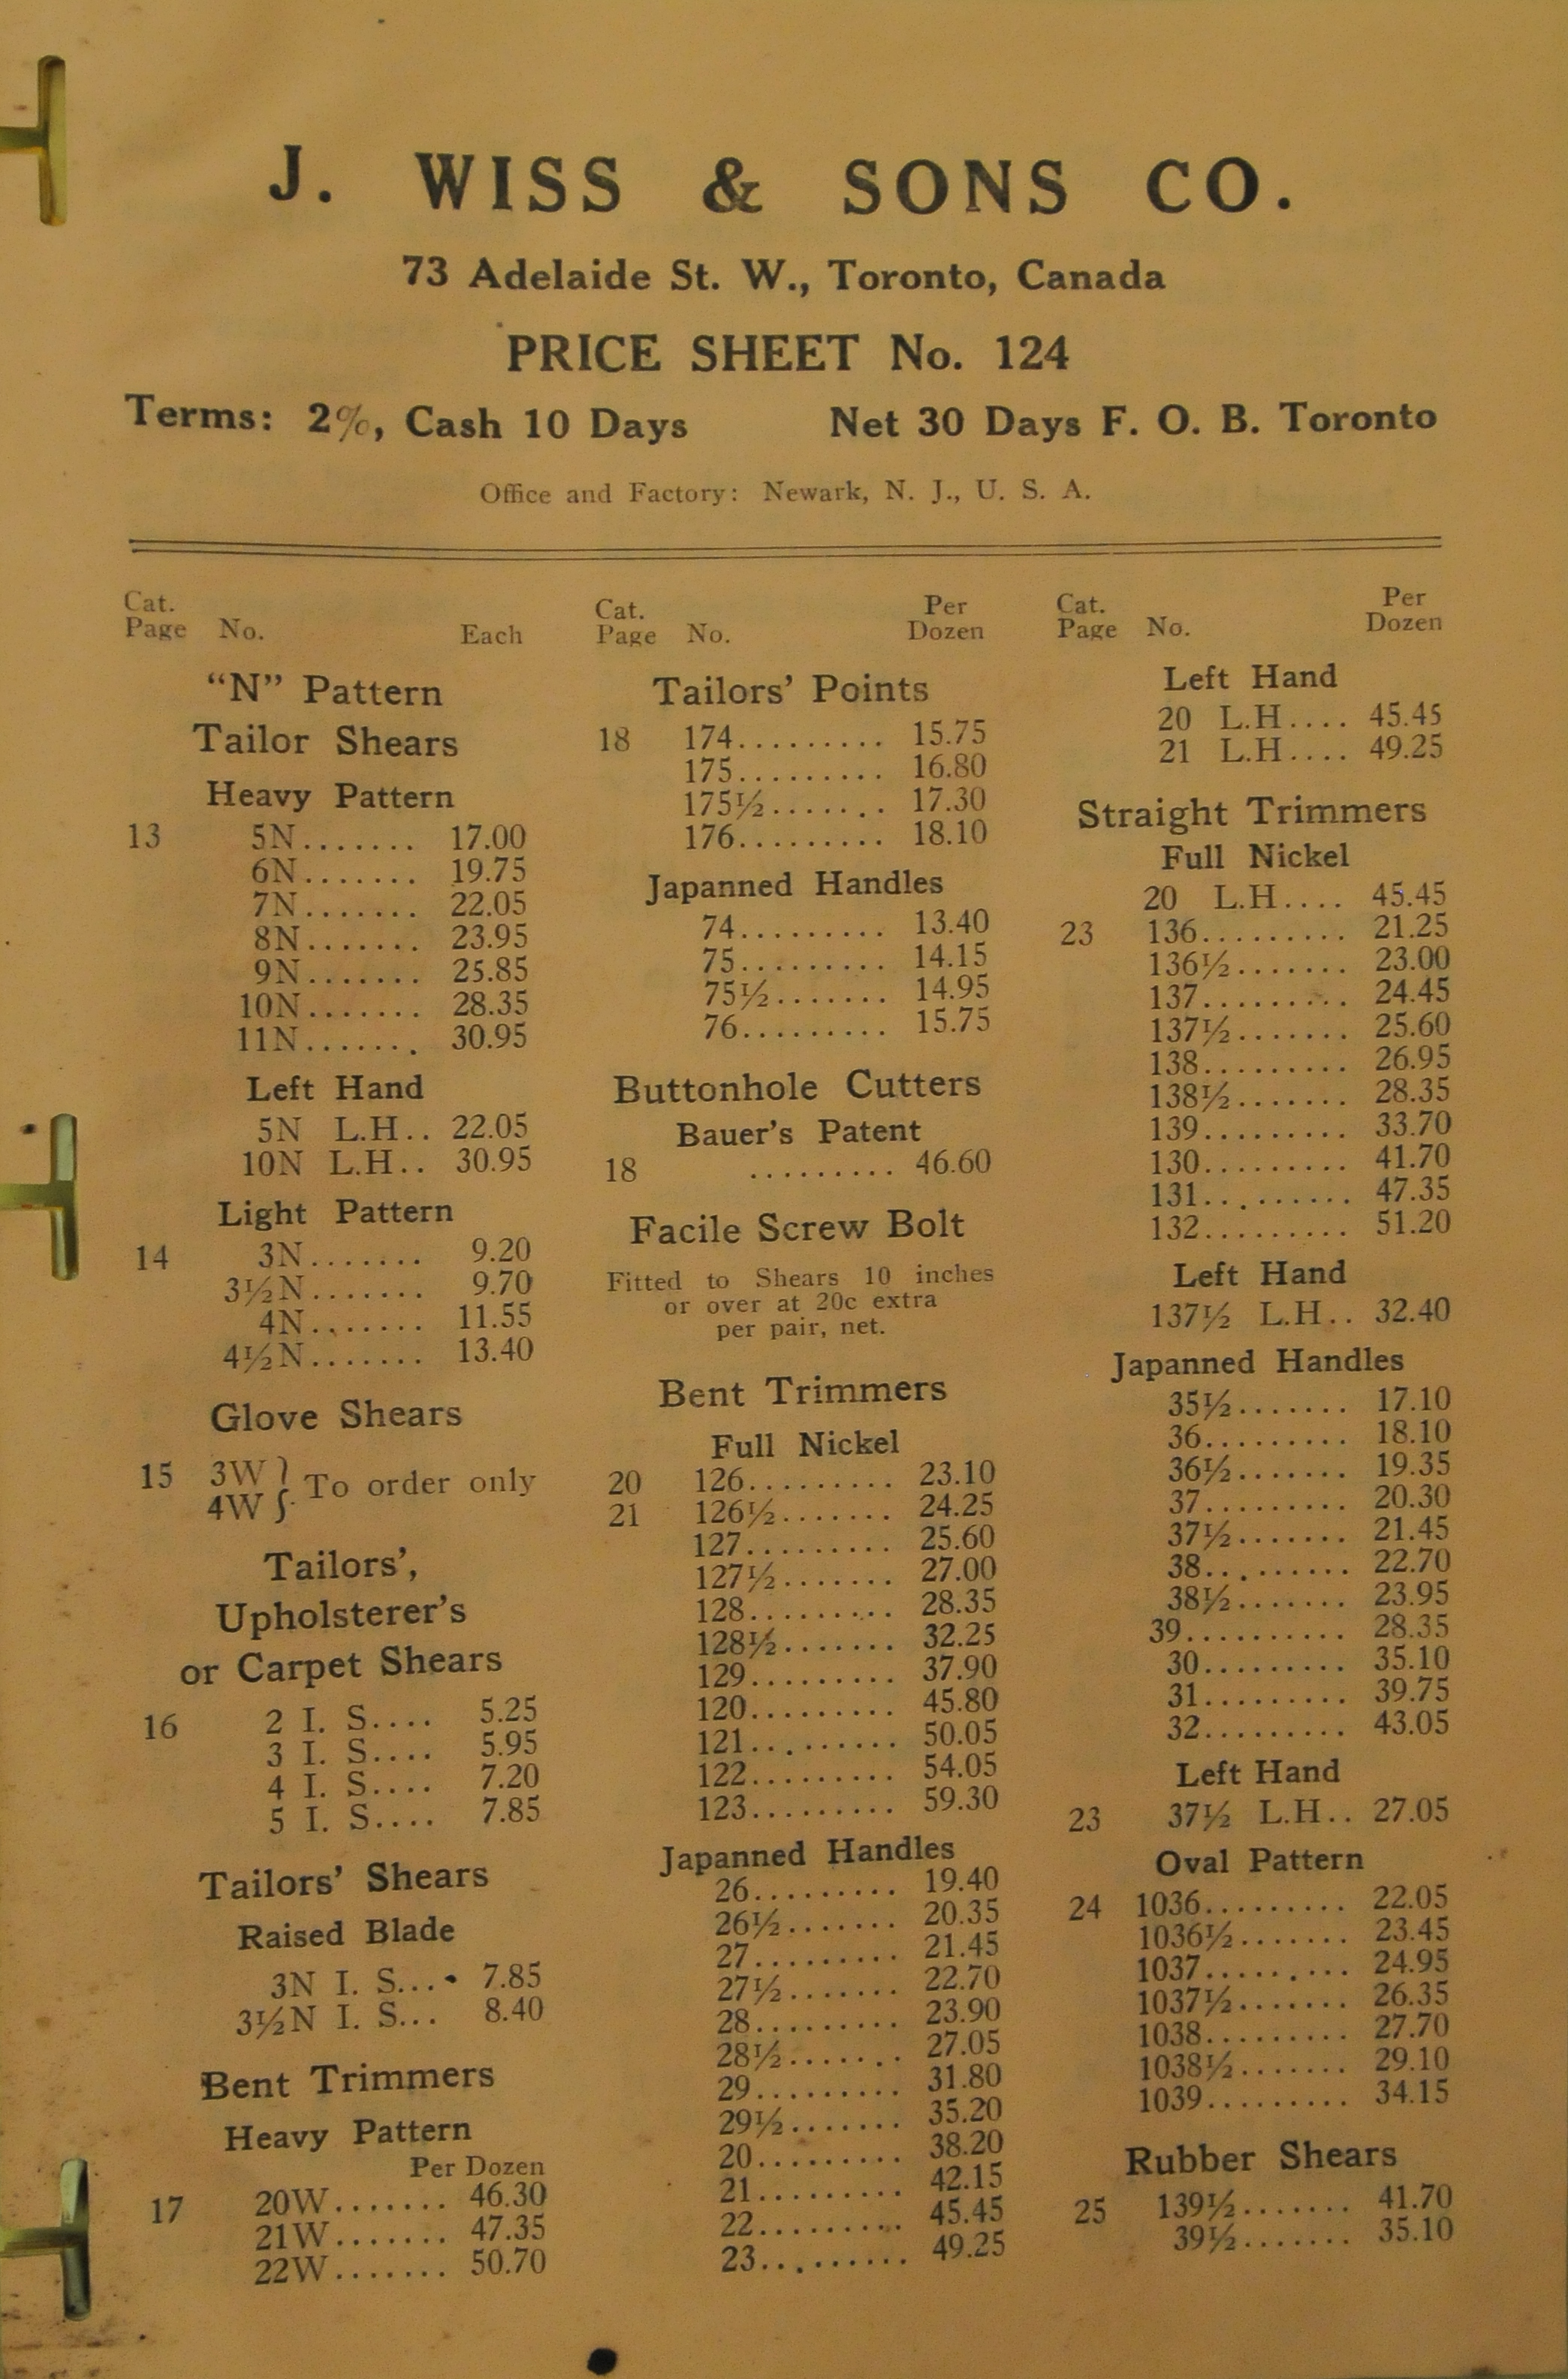 J. WISS & SONS CO.
73 Adelaide St. W., Toronto, Canada
PRICE SHEET No. 124
Terms: 2%, Cash 10 Days Net 30 Days F. O. B. Toronto
Office and Factory: Newark, N. J., U. S. A.
Cat. Page No. Each
"N" Pattern
Tailor Shears
Heavy Pattern
13 5N....... 17.00
6N....... 19.75
7N....... 22.05
8N....... 23.95
9N....... 25.85
10N....... 28.35
11N....... 30.95
Left Hand
5N L.H.. 22.05
10N L.H.. 30.95
Light Pattern
14 3N....... 9.20
3½N....... 9.70
4N....... 11.55
4½N....... 13.40
Glove Shears
15 3W } To order only
4W
Tailors',
Upholsterer's
or Carpet Shears
16 2 I. S.... 5.25
3 I. S.... 5.95
4 I. S.... 7.20
5 I. S.... 7.85
Tailors' Shears
Raised Blade
3N I. S.... 7.85
3½N I. S... 8.40
Bent Trimmers
Heavy Pattern
Per Dozen
17 20W....... 46.30
21W....... 47.35
22W....... 50.70
Cat. Page No. Per Dozen
Tailors' Points
18 174......... 15.75
175......... 16.80
175½....... 17.30
176......... 18.10
Japanned Handles
74......... 13.40
75......... 14.15
75½....... 14.95
76......... 15.75
Buttonhole Cutters
Bauer's Patent
18 ......... 46.60
Facile Screw Bolt
Fitted to Shears 10 inches
or over at 20c extra
per pair, net.
Bent Trimmers
Full Nickel
20 126......... 23.10
21 126½....... 24.25
127......... 25.60
127½....... 27.00
128......... 28.35
128½....... 32.25
129......... 37.90
120......... 45.80
121......... 50.05
122......... 54.05
123......... 59.30
Japanned Handles
26......... 19.40
26½....... 20.35
27......... 21.45
27½....... 22.70
28......... 23.90
28½....... 27.05
29......... 31.80
29½....... 35.20
20......... 38.20
21......... 42.15
22......... 45.45
23......... 49.25
Cat. Page No. Per Dozen
Left Hand
20 L.H.... 45.45
21 L.H.... 49.25
Straight Trimmers
Full Nickel
20 L.H.... 45.45
23 136......... 21.25
136½....... 23.00
137......... 24.45
137½....... 25.60
138......... 26.95
138½....... 28.35
139......... 33.70
130......... 41.70
131......... 47.35
132......... 51.20
Left Hand
137½ L.H.. 32.40
Japanned Handles
35½....... 17.10
36......... 18.10
36½....... 19.35
37......... 20.30
37½....... 21.45
38......... 22.70
38½....... 23.95
39.......... 28.35
30......... 35.10
31......... 39.75
32......... 43.05
Left Hand
23 37½ L.H.. 27.05
Oval Pattern
24 1036......... 22.05
1036½....... 23.45
1037......... 24.95
1037½....... 26.35
1038......... 27.70
1038½....... 29.10
1039......... 34.15
Rubber Shears
25 139½....... 41.70
39½....... 35.10